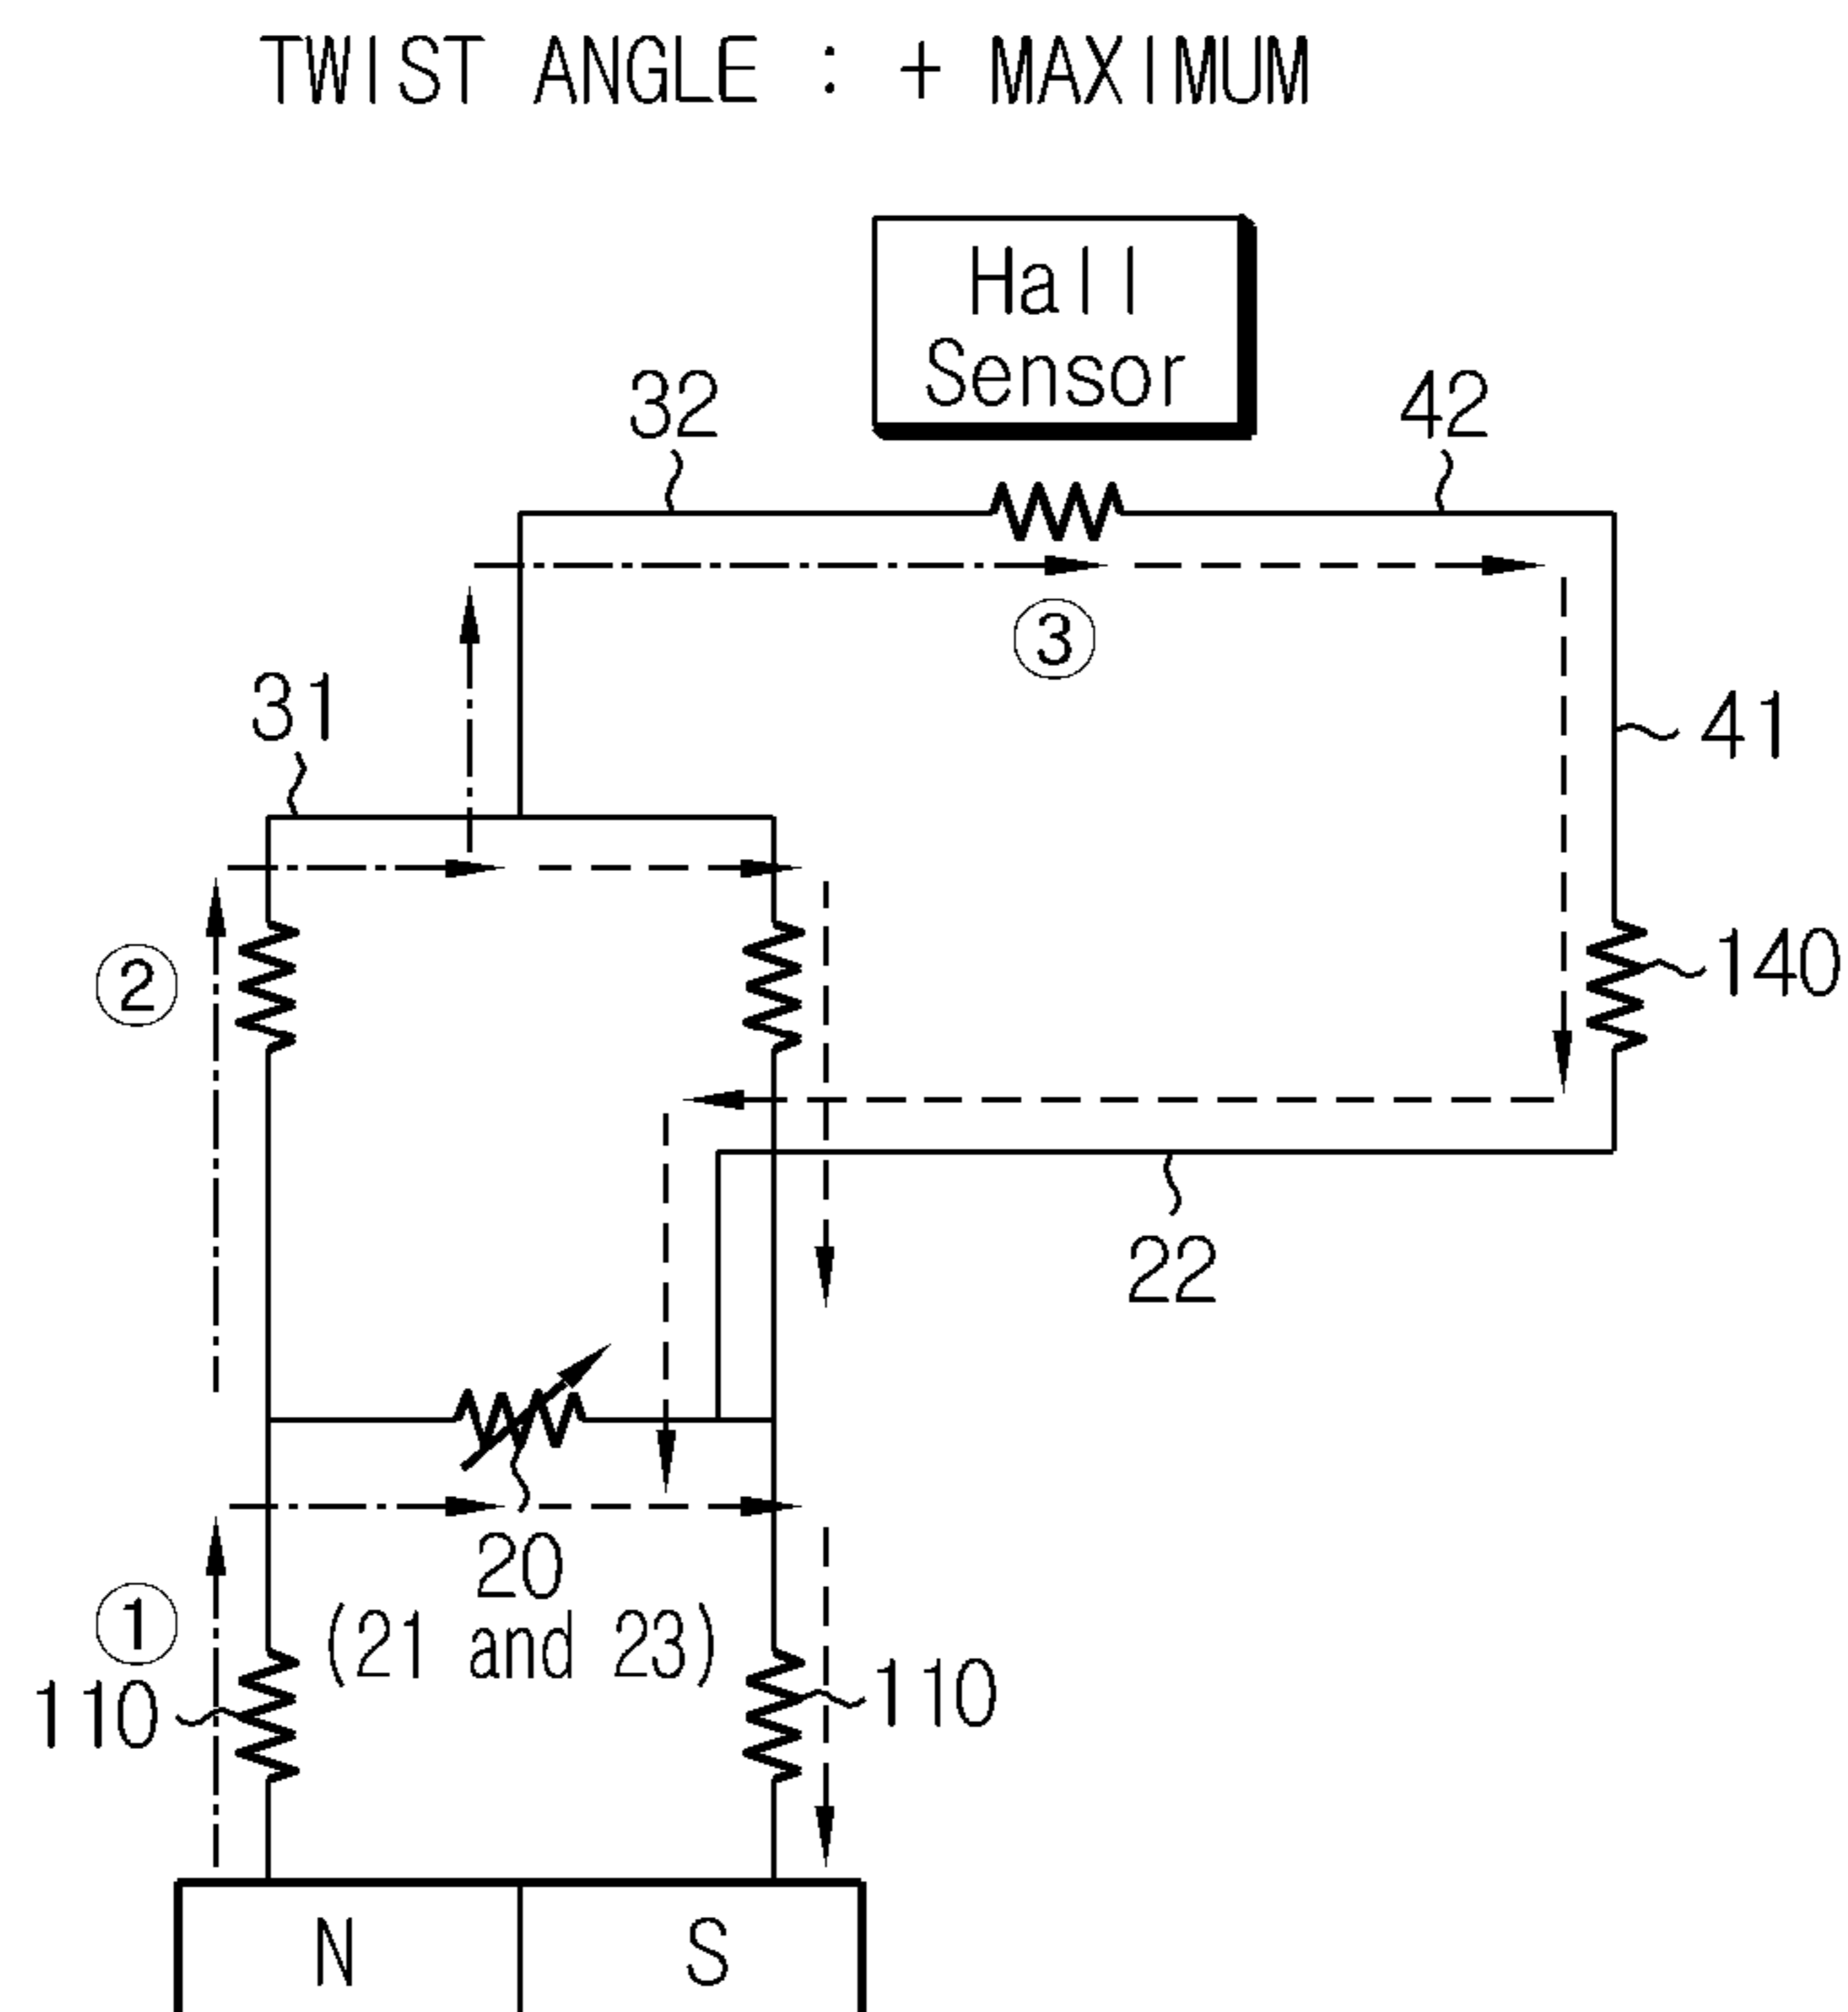 TWIST ANGLE : + MAXIMUM
Hall
Sensor
32
42
③
31
41
②
140
22
20
(21 and 23)
①
110
110
N
S